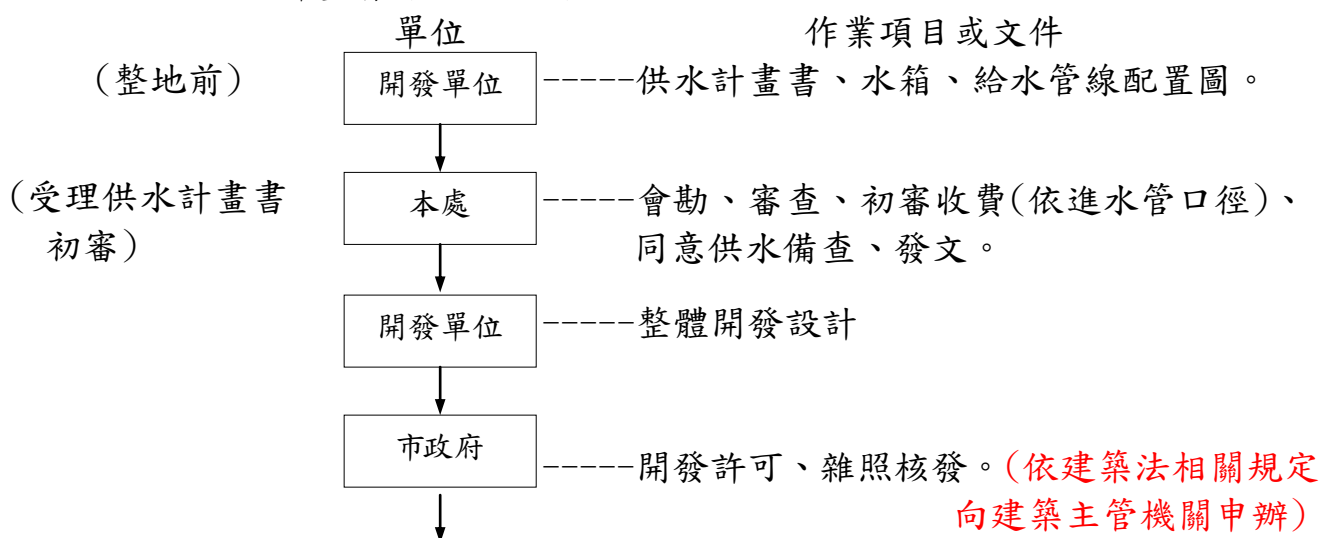 單位 作業項目或文件
(整地前) 開發單位 -----供水計畫書、水箱、給水管線配置圖。
(受理供水計畫書 本處 -----會勘、審查、初審收費(依進水管口徑)、
初審) 同意供水備查、發文。
開發單位 -----整體開發設計
市政府 -----開發許可、雜照核發。(依建築法相關規定
向建築主管機關申辦)